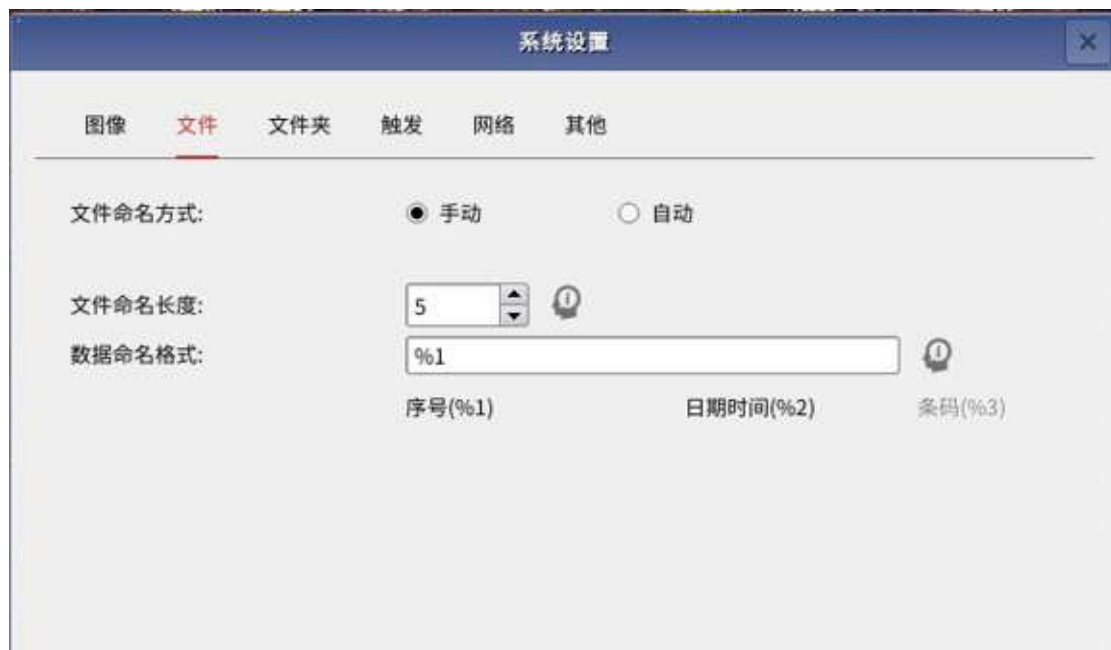 系统设置
图像 文件 文件夹 触发 网络 其他
文件命名方式: 手动 自动
文件命名长度: 5
数据命名格式: %1
序号(%1) 日期时间(%2) 条码(%3)